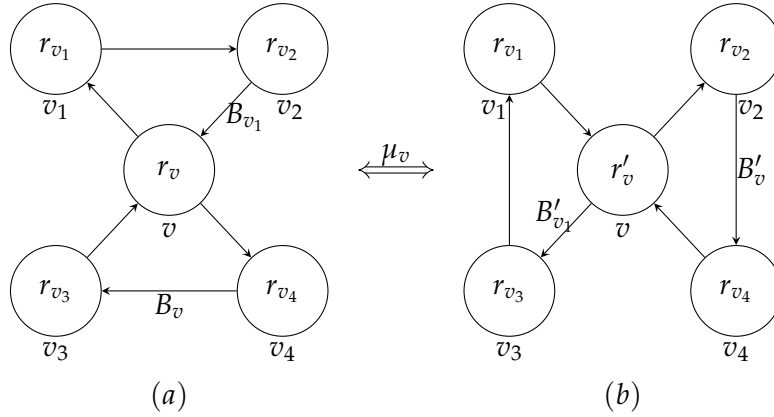 r_{v_1} r_{v_2} r_{v_1} r_{v_2}
v_1 B_{v_1} v_2 v_1 v_2
r_v μ_v r'_v B'_v
v B'_{v_1} v
r_{v_3} r_{v_4} r_{v_3} r_{v_4}
B_v
v_3 v_4 v_3 v_4
(a) (b)